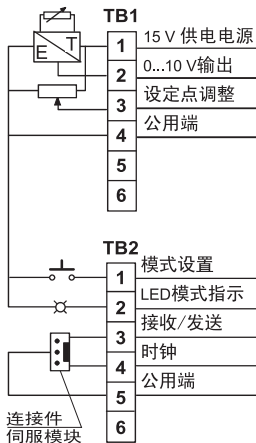 TB1
E
T
1
15 V 供电电源
2
0...10 V输出
3
设定点调整
4
公用端
5
6
TB2
1
模式设置
2
LED模式指示
3
接收/发送
4
时钟
5
公用端
6
连接件
伺服模块